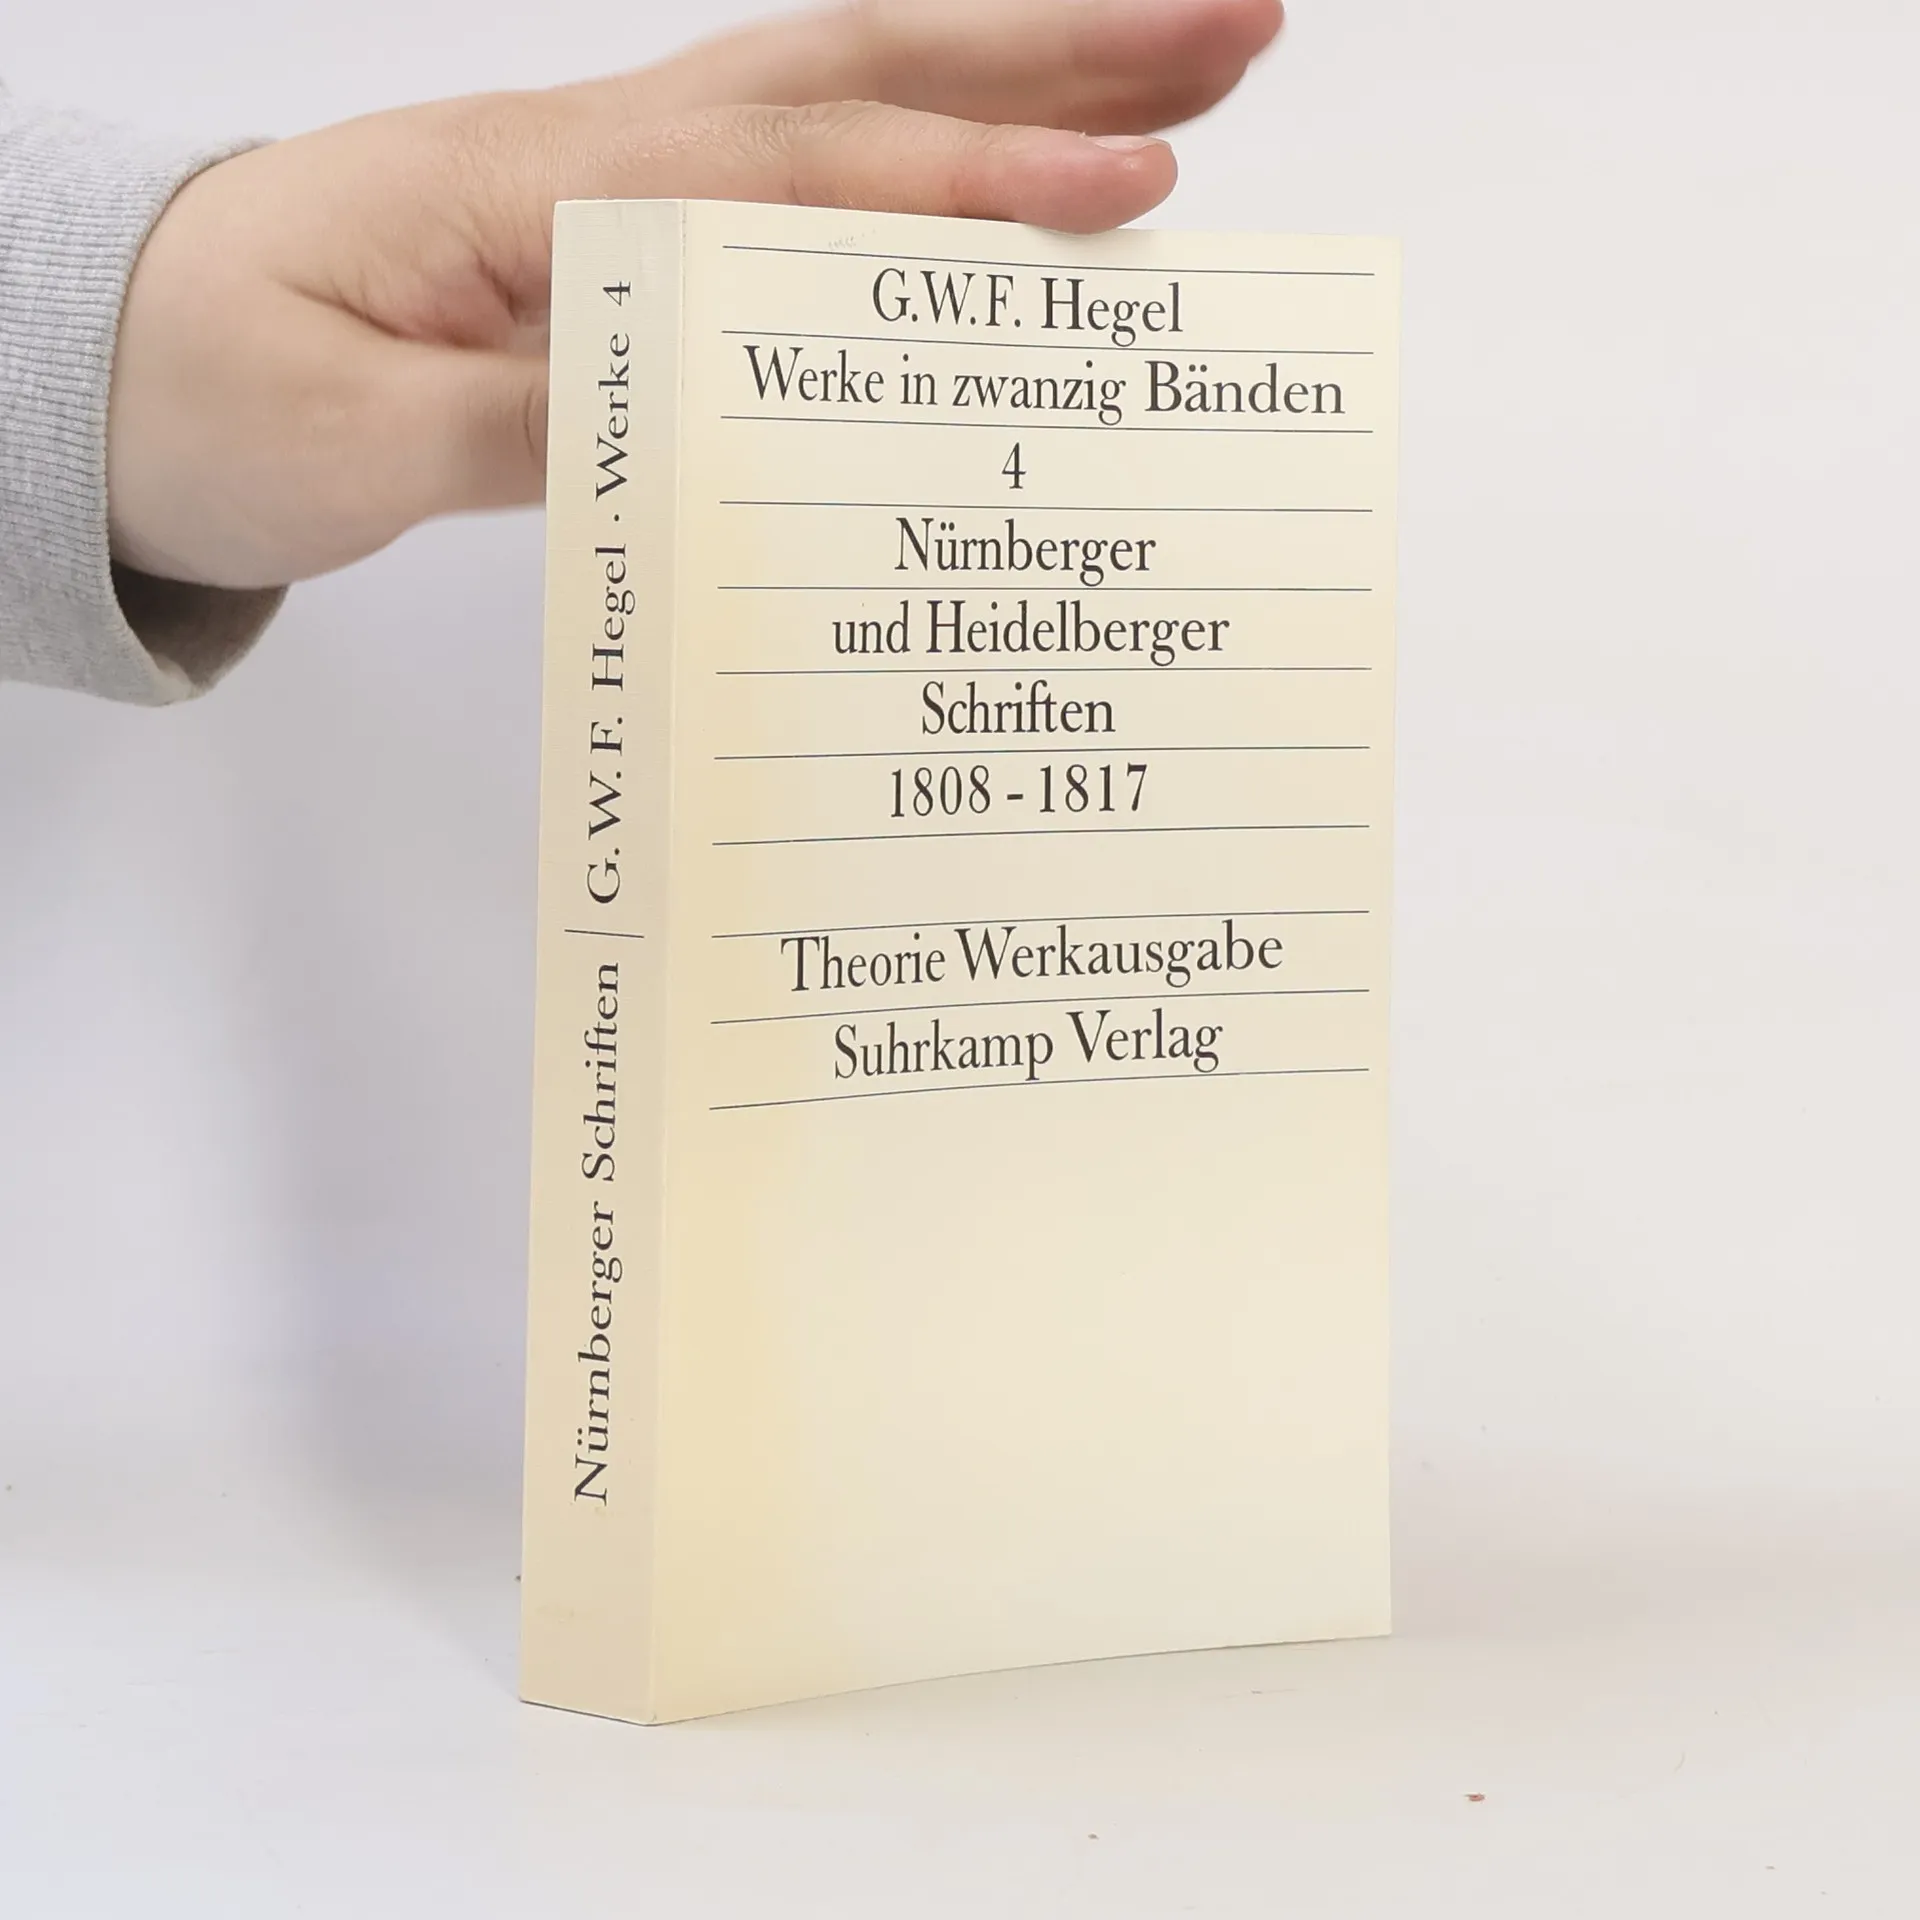 G.W.F. Hegel
Werke in zwanzig Bänden
4
Nürnberger
und Heidelberger
Schriften
1808 - 1817
Theorie Werkausgabe
Suhrkamp Verlag
Nürnberger Schriften | G.W.F. Hegel · Werke 4